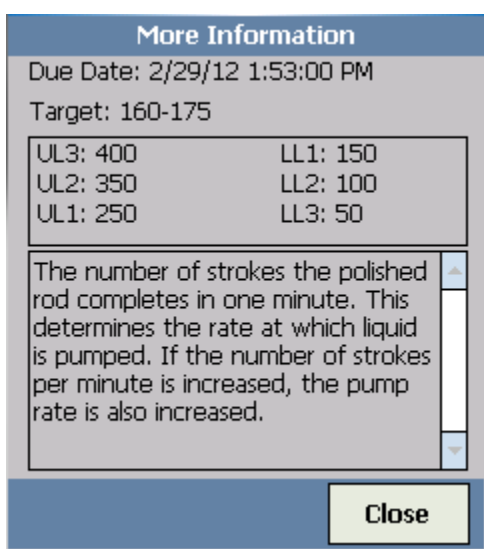 More Information
Due Date: 2/29/12 1:53:00 PM
Target: 160-175
UL3: 400 LL1: 150
UL2: 350 LL2: 100
UL1: 250 LL3: 50
The number of strokes the polished
rod completes in one minute. This
determines the rate at which liquid
is pumped. If the number of strokes
per minute is increased, the pump
rate is also increased.
Close